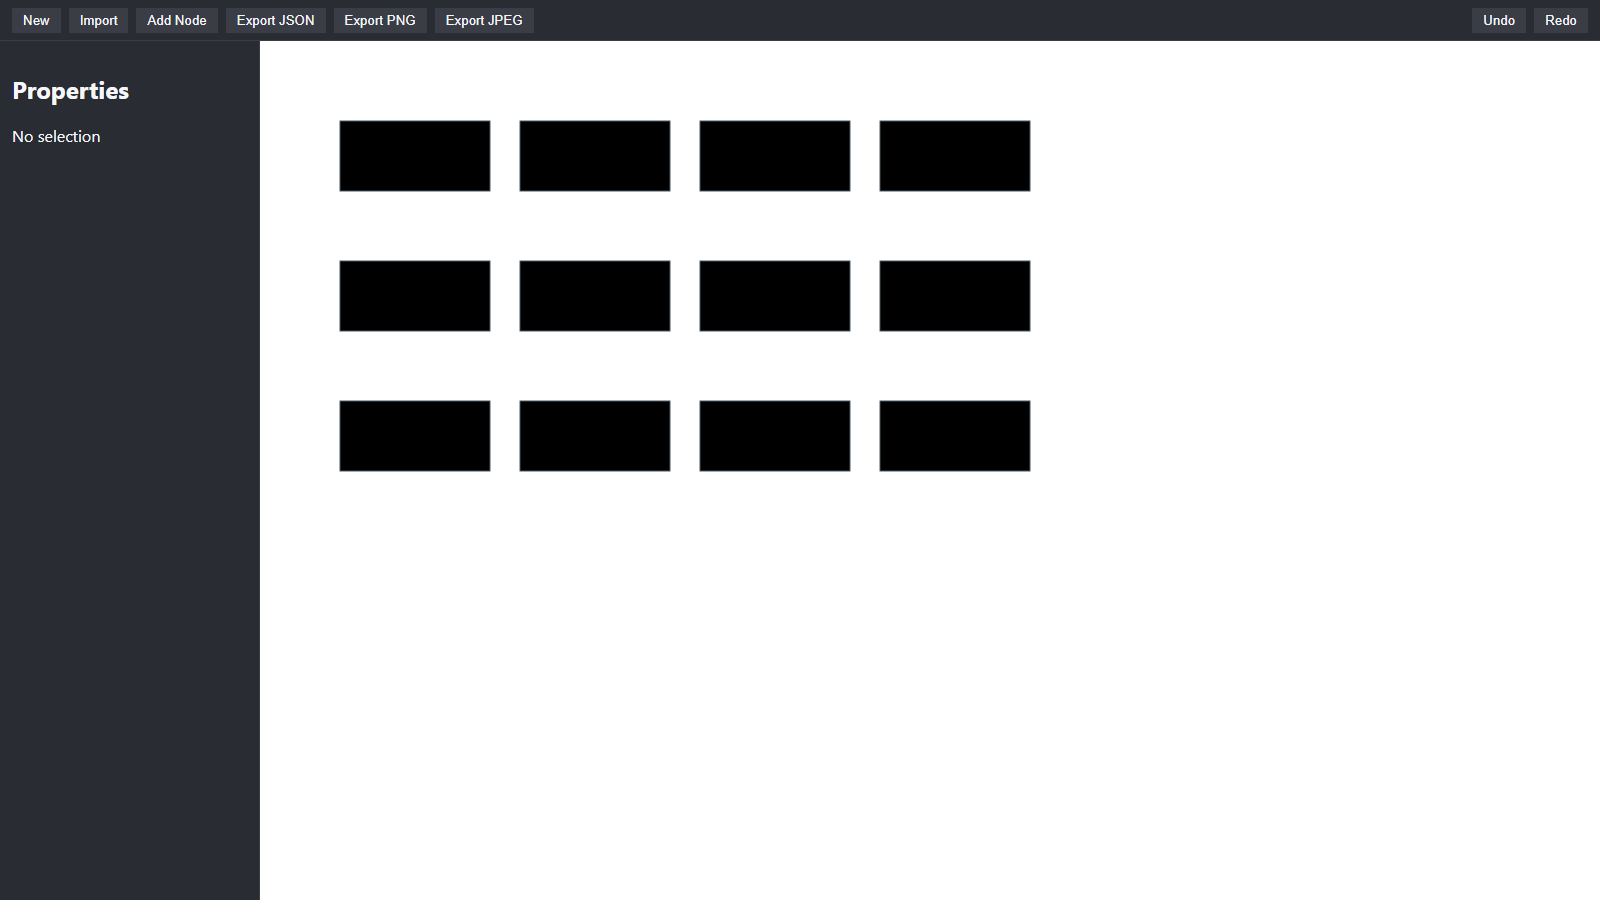 New Import Add Node Export JSON Export PNG Export JPEG Undo Redo
Properties
No selection